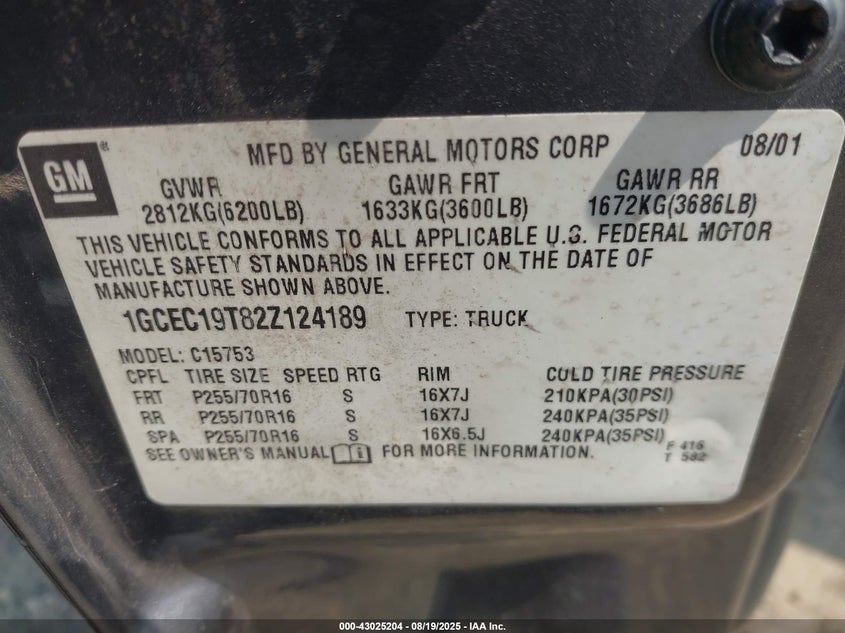 GM ®
MFD BY GENERAL MOTORS CORP 08/01
GVWR GAWR FRT GAWR RR
2812KG(6200LB) 1633KG(3600LB) 1672KG(3686LB)
THIS VEHICLE CONFORMS TO ALL APPLICABLE U.S. FEDERAL MOTOR
VEHICLE SAFETY STANDARDS IN EFFECT ON THE DATE OF
MANUFACTURE SHOWN ABOVE.
1GCEC19T82Z124189 TYPE: TRUCK
MODEL: C15753
CPFL TIRE SIZE SPEED RTG RIM COLD TIRE PRESSURE
FRT P255/70R16 S 16X7J 210KPA(30PSI)
RR P255/70R16 S 16X7J 240KPA(35PSI)
SPA P255/70R16 S 16X6.5J 240KPA(35PSI)
SEE OWNER'S MANUAL i FOR MORE INFORMATION.
F 416
T 582
000-43025204 - 08/19/2025 - IAA Inc.